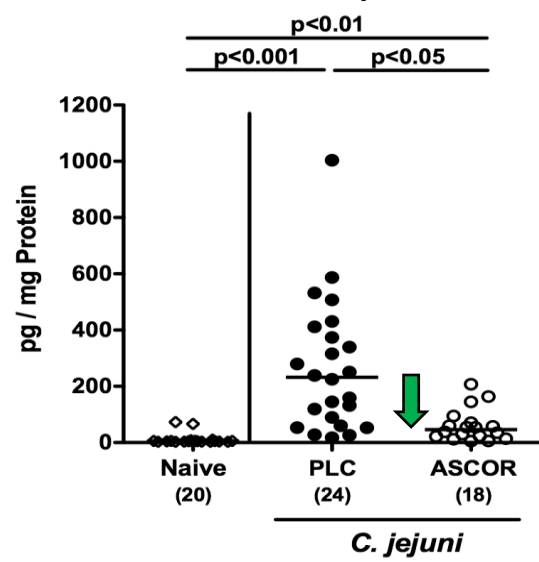 p<0.01
p<0.001 p<0.05
pg / mg Protein
1200
1000
800
600
400
200
0
Naive PLC ASCOR
(20) (24) (18)
C. jejuni